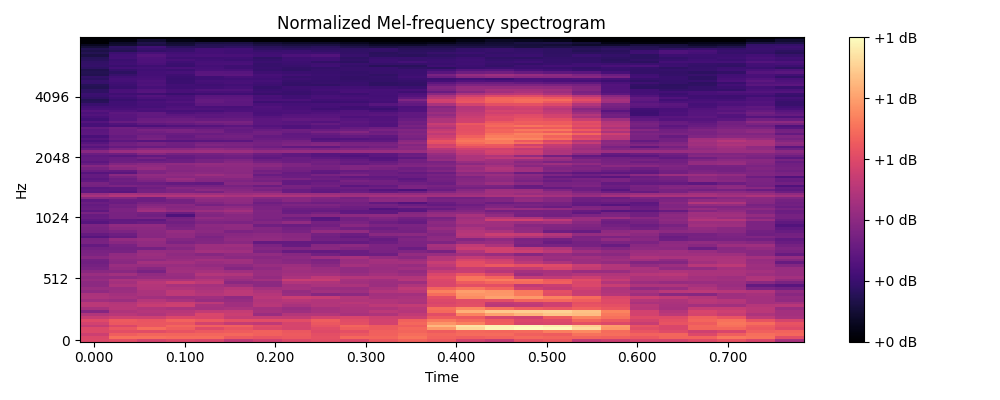 Normalized Mel-frequency spectrogram
+1 dB
4096
+1 dB
2048
+1 dB
Hz
1024
+0 dB
512
+0 dB
0
+0 dB
0.000 0.100 0.200 0.300 0.400 0.500 0.600 0.700
Time